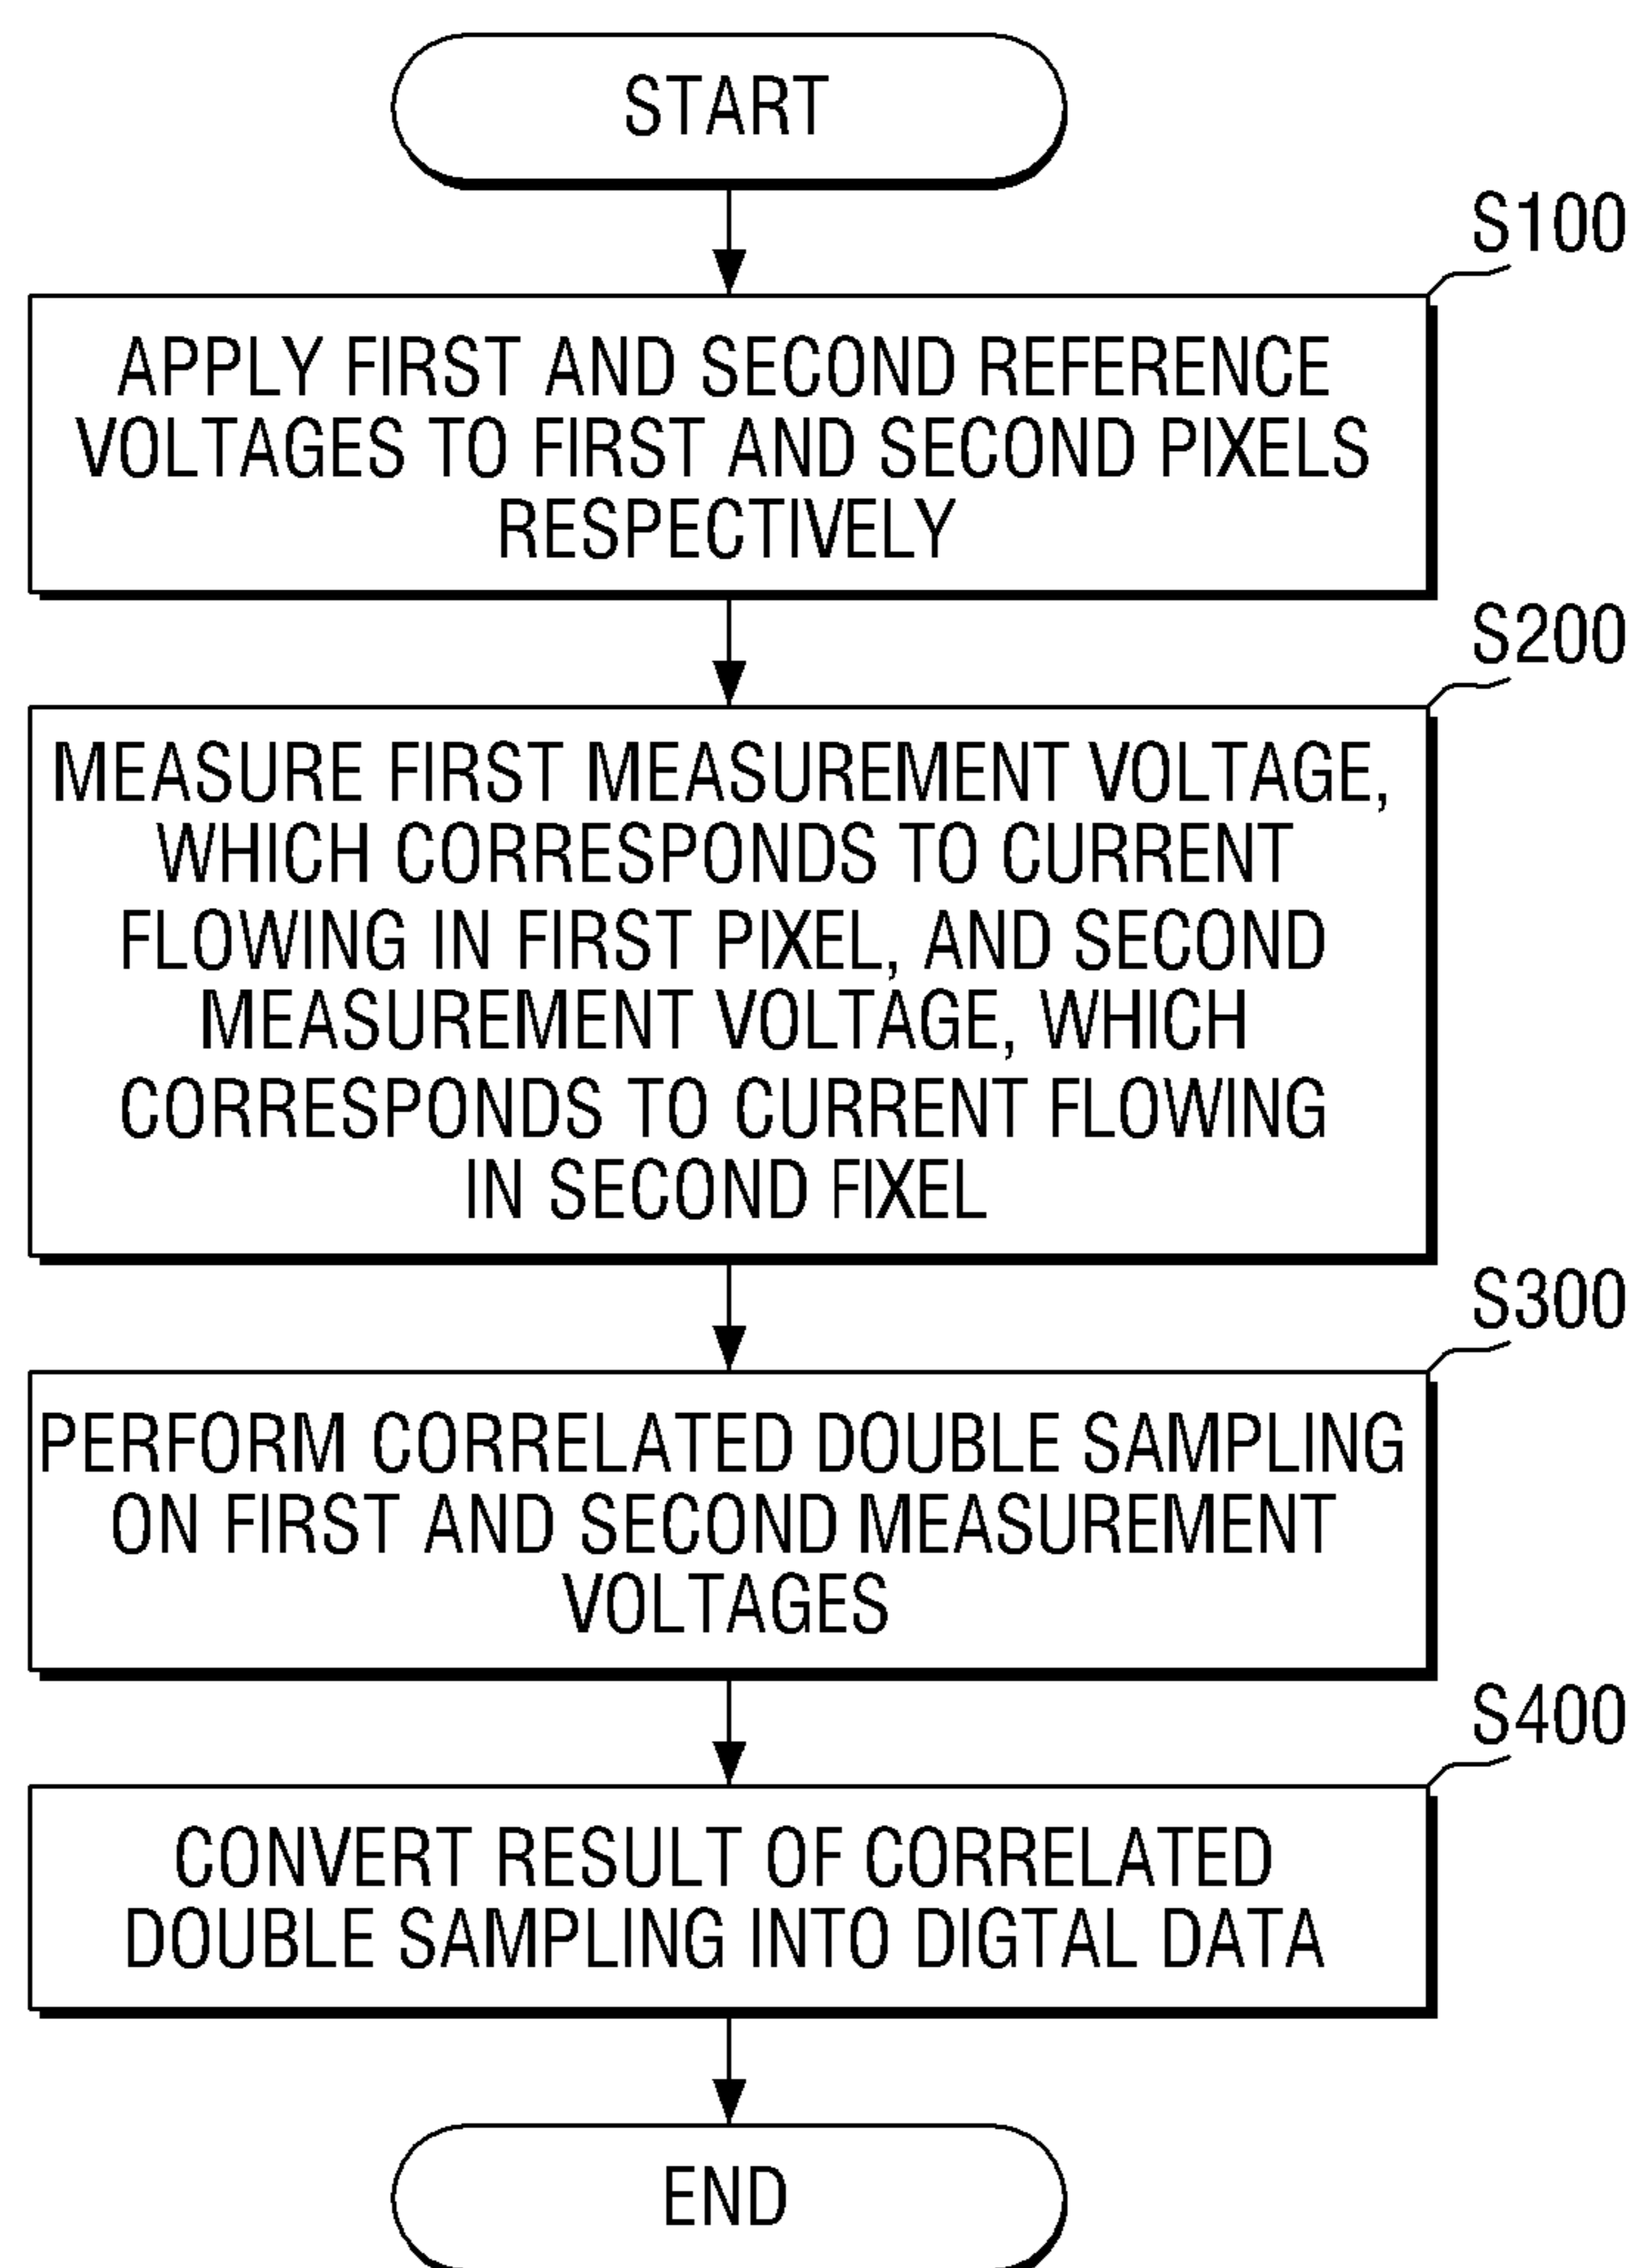 START
S100
APPLY FIRST AND SECOND REFERENCE
VOLTAGES TO FIRST AND SECOND PIXELS
RESPECTIVELY
S200
MEASURE FIRST MEASUREMENT VOLTAGE,
WHICH CORRESPONDS TO CURRENT
FLOWING IN FIRST PIXEL, AND SECOND
MEASUREMENT VOLTAGE, WHICH
CORRESPONDS TO CURRENT FLOWING
IN SECOND FIXEL
S300
PERFORM CORRELATED DOUBLE SAMPLING
ON FIRST AND SECOND MEASUREMENT
VOLTAGES
S400
CONVERT RESULT OF CORRELATED
DOUBLE SAMPLING INTO DIGTAL DATA
END